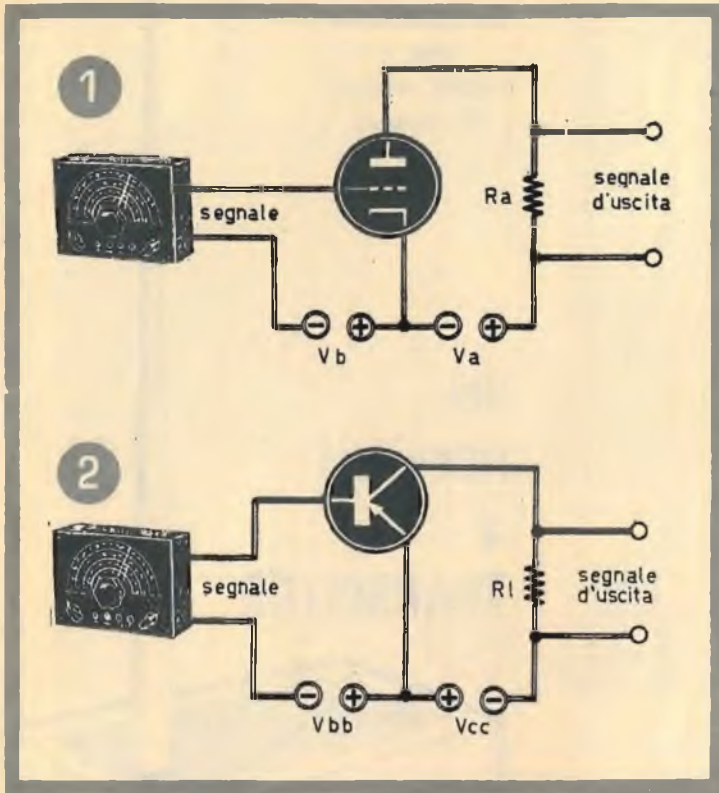 1
segnale
Ra
segnale
d'uscita
Vb
Va
2
segnale
Rl
segnale
d'uscita
Vbb
Vcc